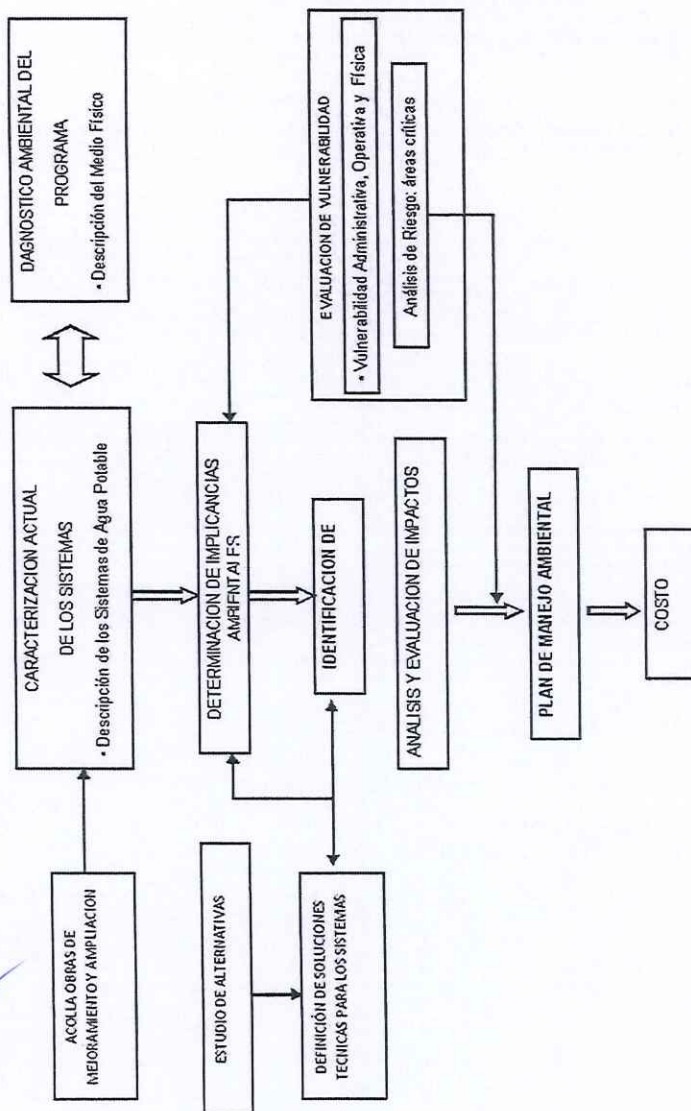 ACOLLA OBRAS DE
MEJORAMIENTO Y AMPLIACION
CARACTERIZACION ACTUAL
DE LOS SISTEMAS
• Descripción de los Sistemas de Agua Potable
DAGNOSTICO AMBIENTAL DEL
PROGRAMA
• Descripción del Medio Físico
ESTUDIO DE ALTERNATIVAS
DETERMINACION DE IMPLICANCIAS
AMBIENTALES
EVALUACION DE VULNERABILIDAD
• Vulnerabilidad Administrativa, Operativa y Física
Análisis de Riesgo: áreas críticas
DEFINICIÓN DE SOLUCIONES
TECNICAS PARA LOS SISTEMAS
IDENTIFICACION DE
ANALISIS Y EVALUACION DE IMPACTOS
PLAN DE MANEJO AMBIENTAL
COSTO